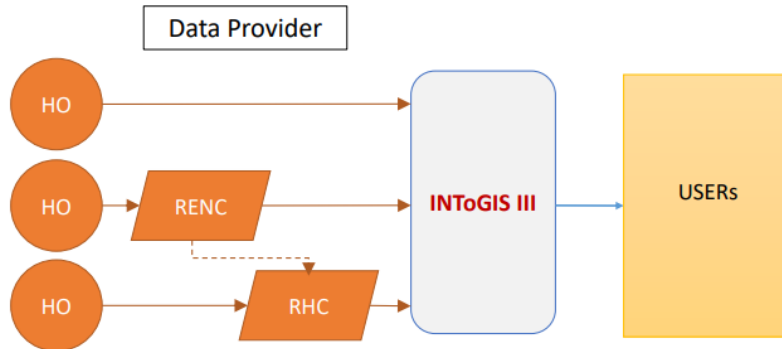 Data Provider
HO
HO
RENC
INToGIS III
USERs
HO
RHC